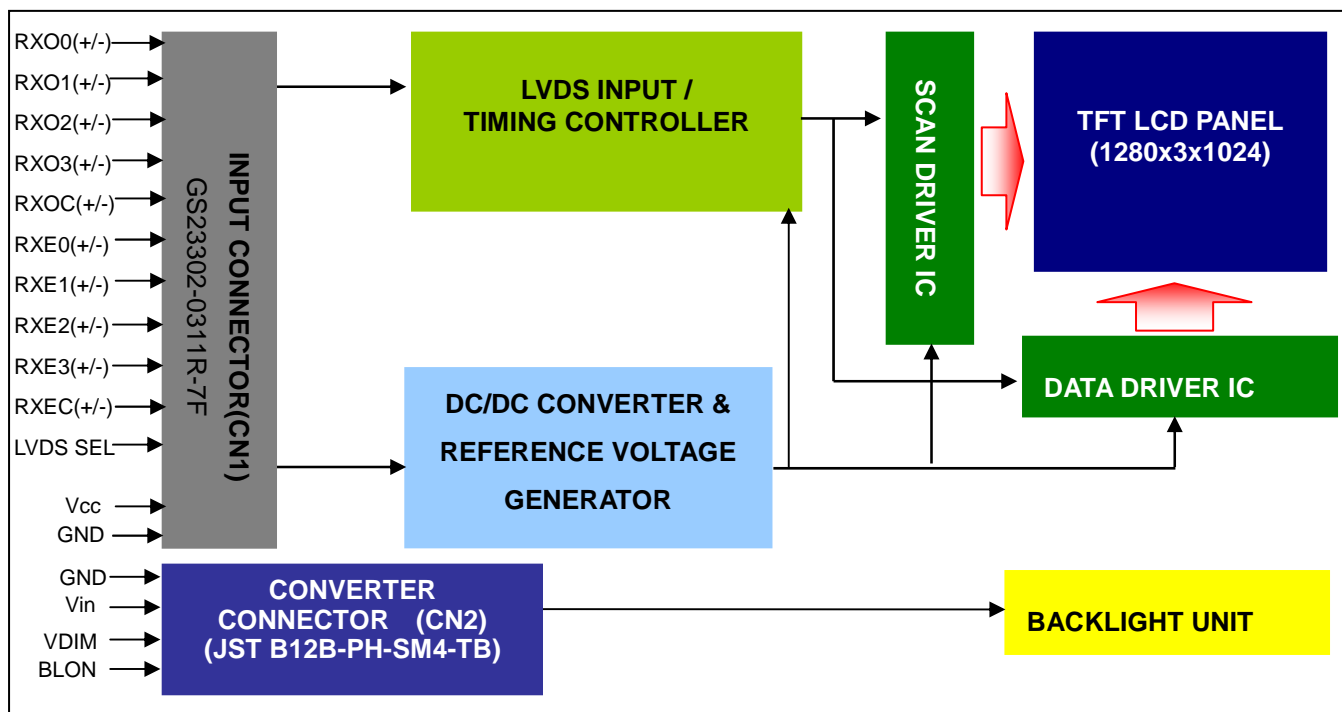 RXO0(+/-)
RXO1(+/-)
RXO2(+/-)
RXO3(+/-)
RXOC(+/-)
RXE0(+/-)
RXE1(+/-)
RXE2(+/-)
RXE3(+/-)
RXEC(+/-)
LVDS SEL
Vcc
GND
INPUT CONNECTOR(CN1)
GS23302-0311R-7F
LVDS INPUT /
TIMING CONTROLLER
SCAN DRIVER IC
TFT LCD PANEL
(1280x3x1024)
DC/DC CONVERTER &
REFERENCE VOLTAGE
GENERATOR
DATA DRIVER IC
GND
Vin
VDIM
BLON
CONVERTER
CONNECTOR (CN2)
(JST B12B-PH-SM4-TB)
BACKLIGHT UNIT